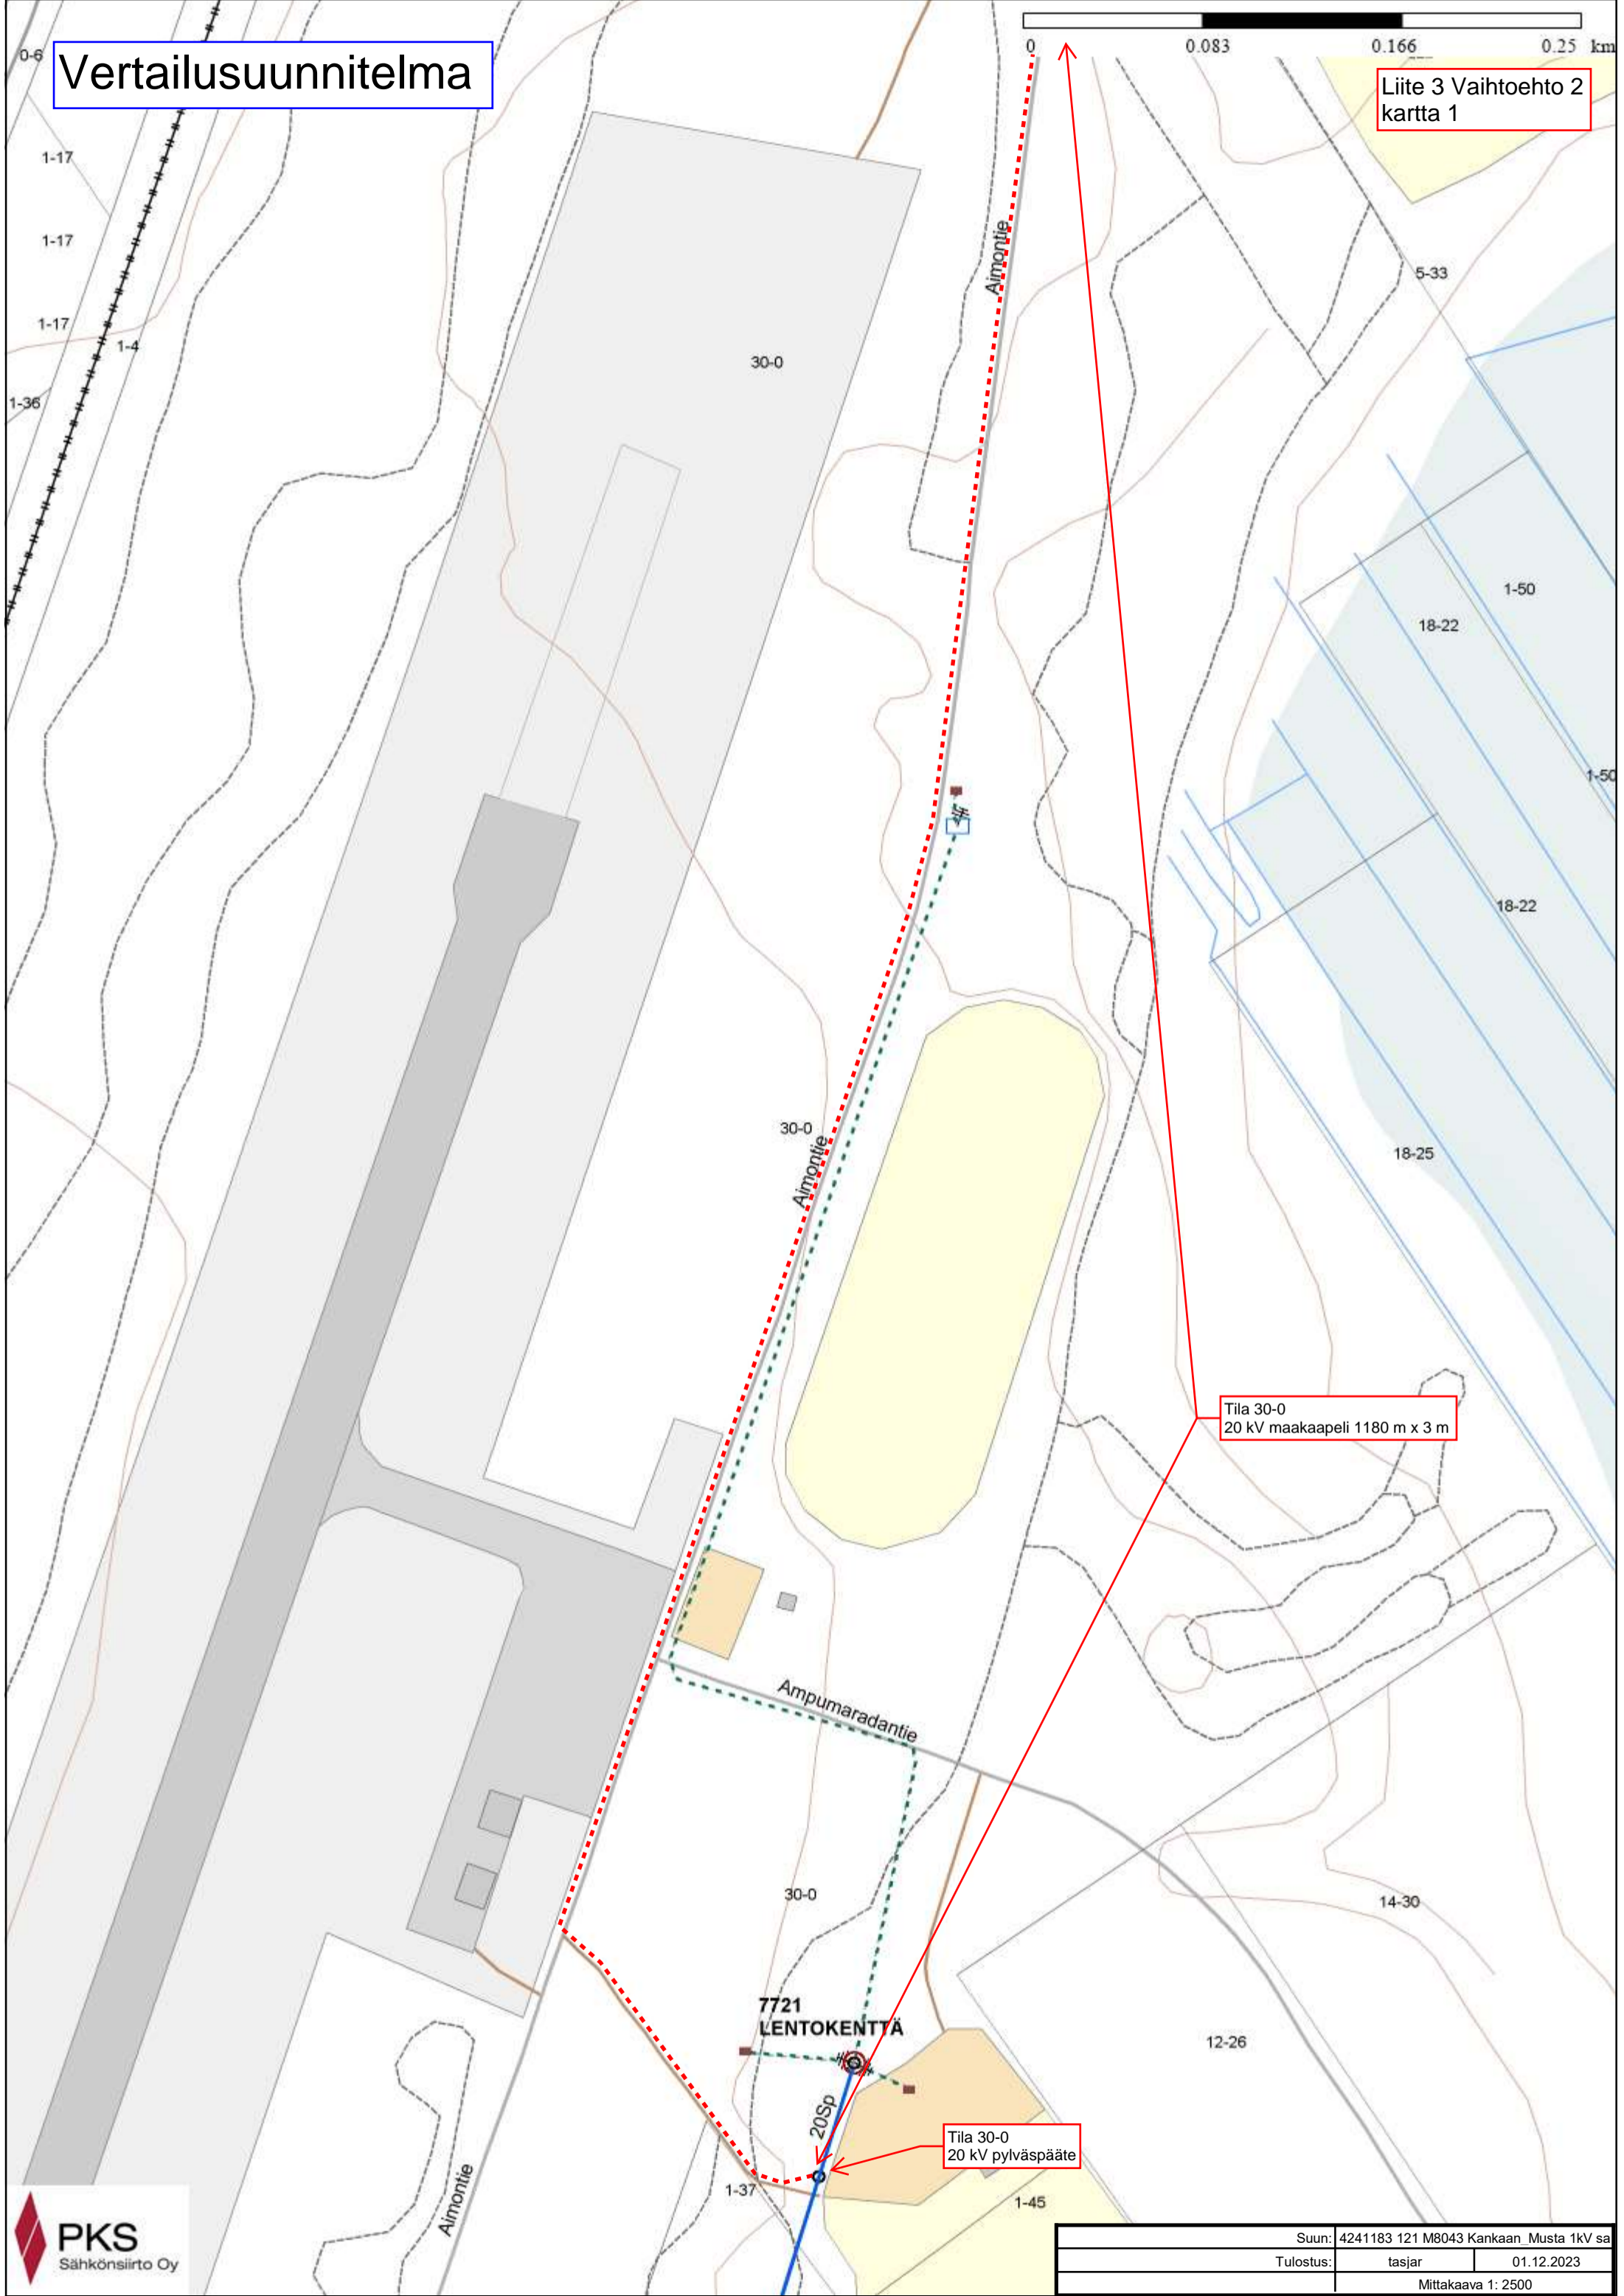 0-6
Vertailusuunnitelma
0 0.083 0.166 0.25 km
Liite 3 Vaihtoehto 2
kartta 1
1-17
1-17
Aimontie
5-33
1-17
1-4
30-0
1-36
1-50
18-22
1-50
18-22
30-0
Aimontie
18-25
Tila 30-0
20 kV maakaapeli 1180 m x 3 m
Ampumaradantie
30-0
14-30
7721
LENTOKENTTÄ
12-26
20Sp
Tila 30-0
20 kV pylväspääte
1-37
1-45
Aimontie
PKS
Sähkönsiirto Oy
Suun: 4241183 121 M8043 Kankaan_Musta 1kV sa
Tulostus: tasjar 01.12.2023
Mittakaava 1: 2500